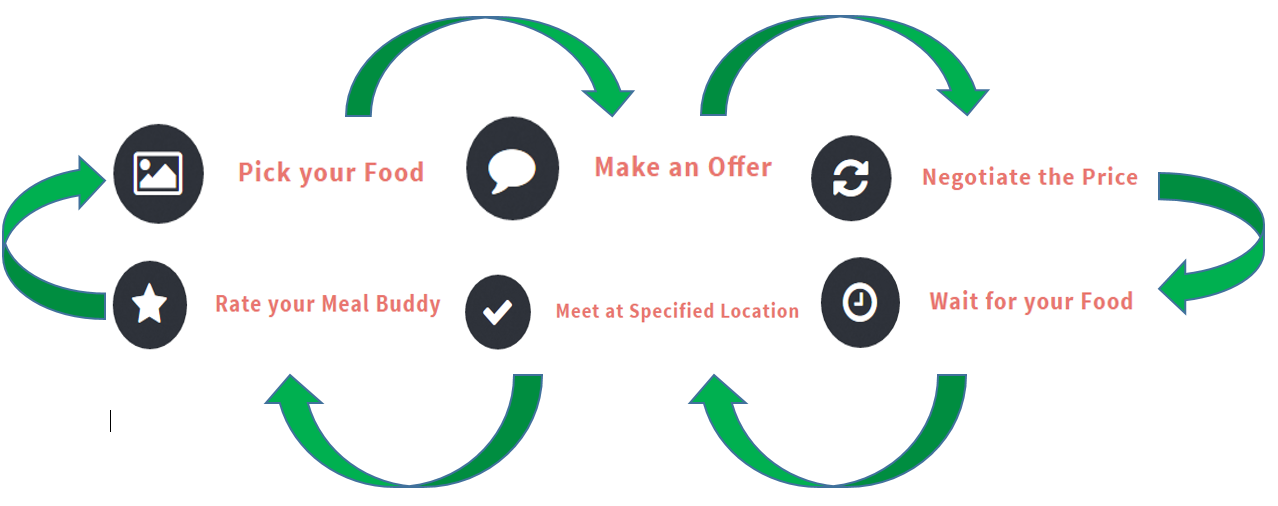 Pick your Food
Make an Offer
Negotiate the Price
Rate your Meal Buddy
Meet at Specified Location
Wait for your Food